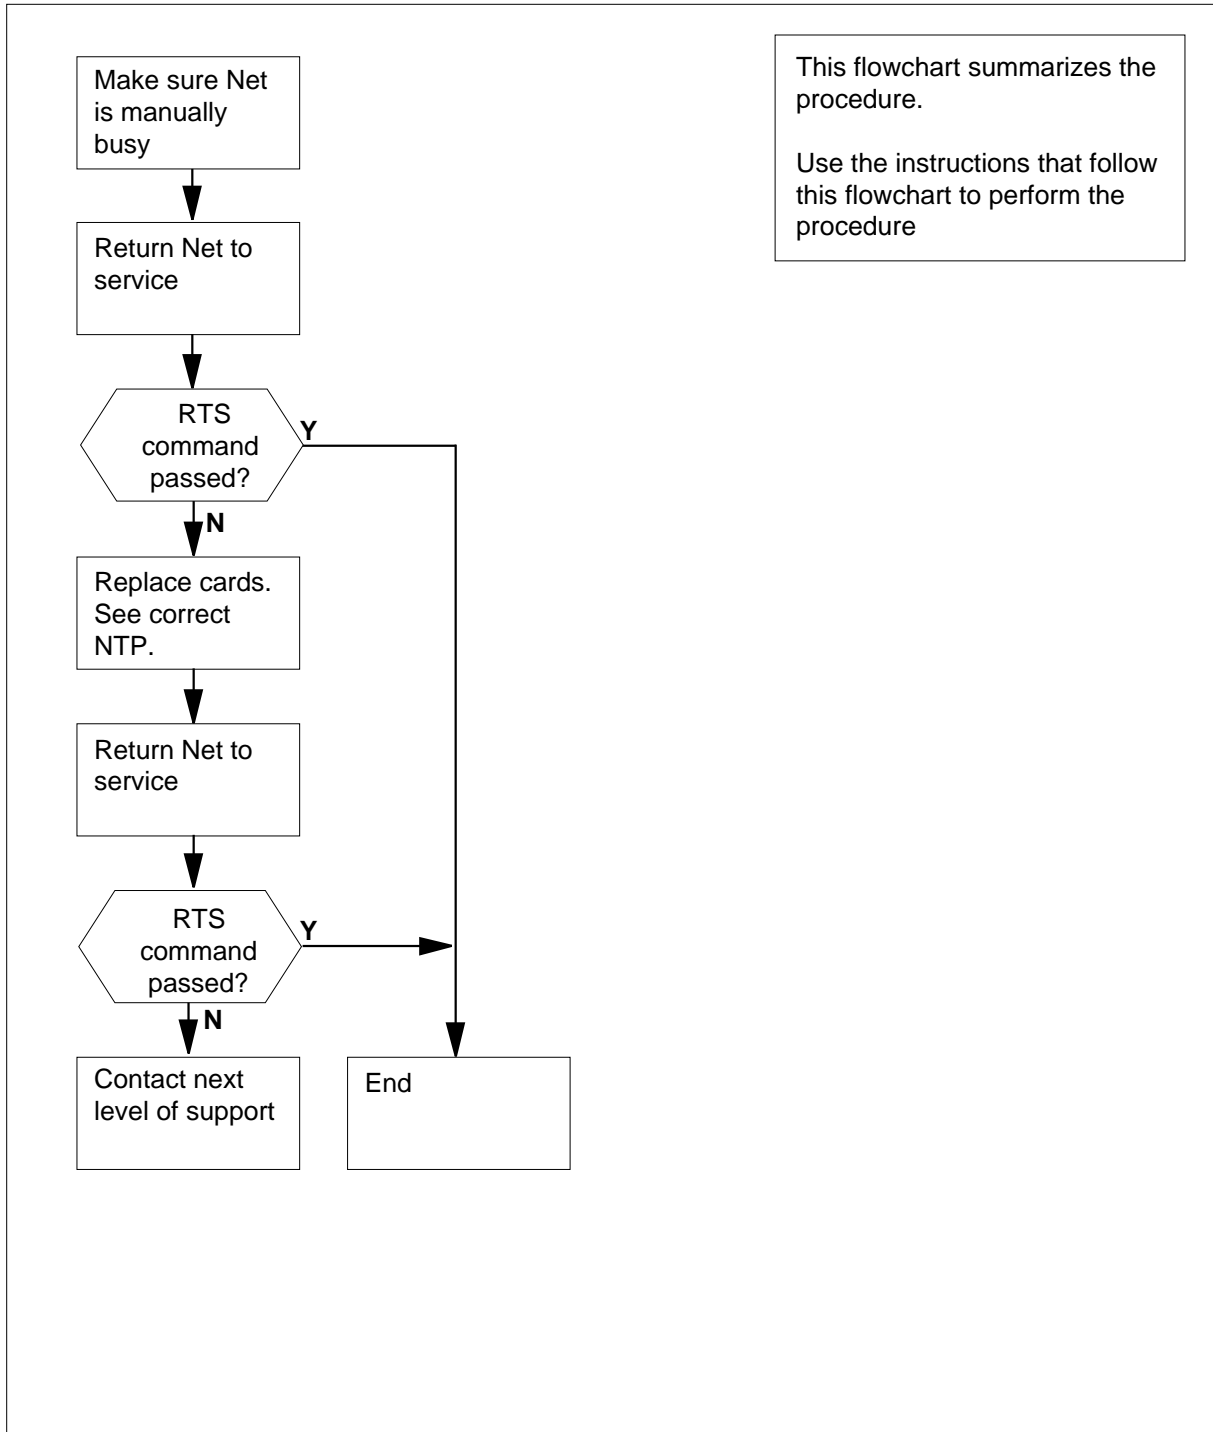 Make sure Net
is manually
busy
This flowchart summarizes the
procedure.
Use the instructions that follow
this flowchart to perform the
procedure
Return Net to
service
RTS
command
passed?
Y
N
Replace cards.
See correct
NTP.
Return Net to
service
RTS
command
passed?
Y
N
Contact next
level of support
End